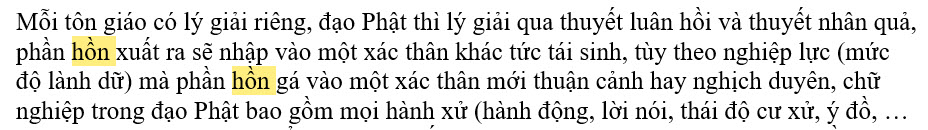 Mỗi tôn giáo có lý giải riêng, đạo Phật thì lý giải qua thuyết luân hồi và thuyết nhân quả,
phần hồn xuất ra sẽ nhập vào một xác thân khác tức tái sinh, tùy theo nghiệp lực (mức
độ lành dữ) mà phần hồn gá vào một xác thân mới thuận cảnh hay nghịch duyên, chữ
nghiệp trong đạo Phật bao gồm mọi hành xử (hành động, lời nói, thái độ cư xử, ý đồ, …